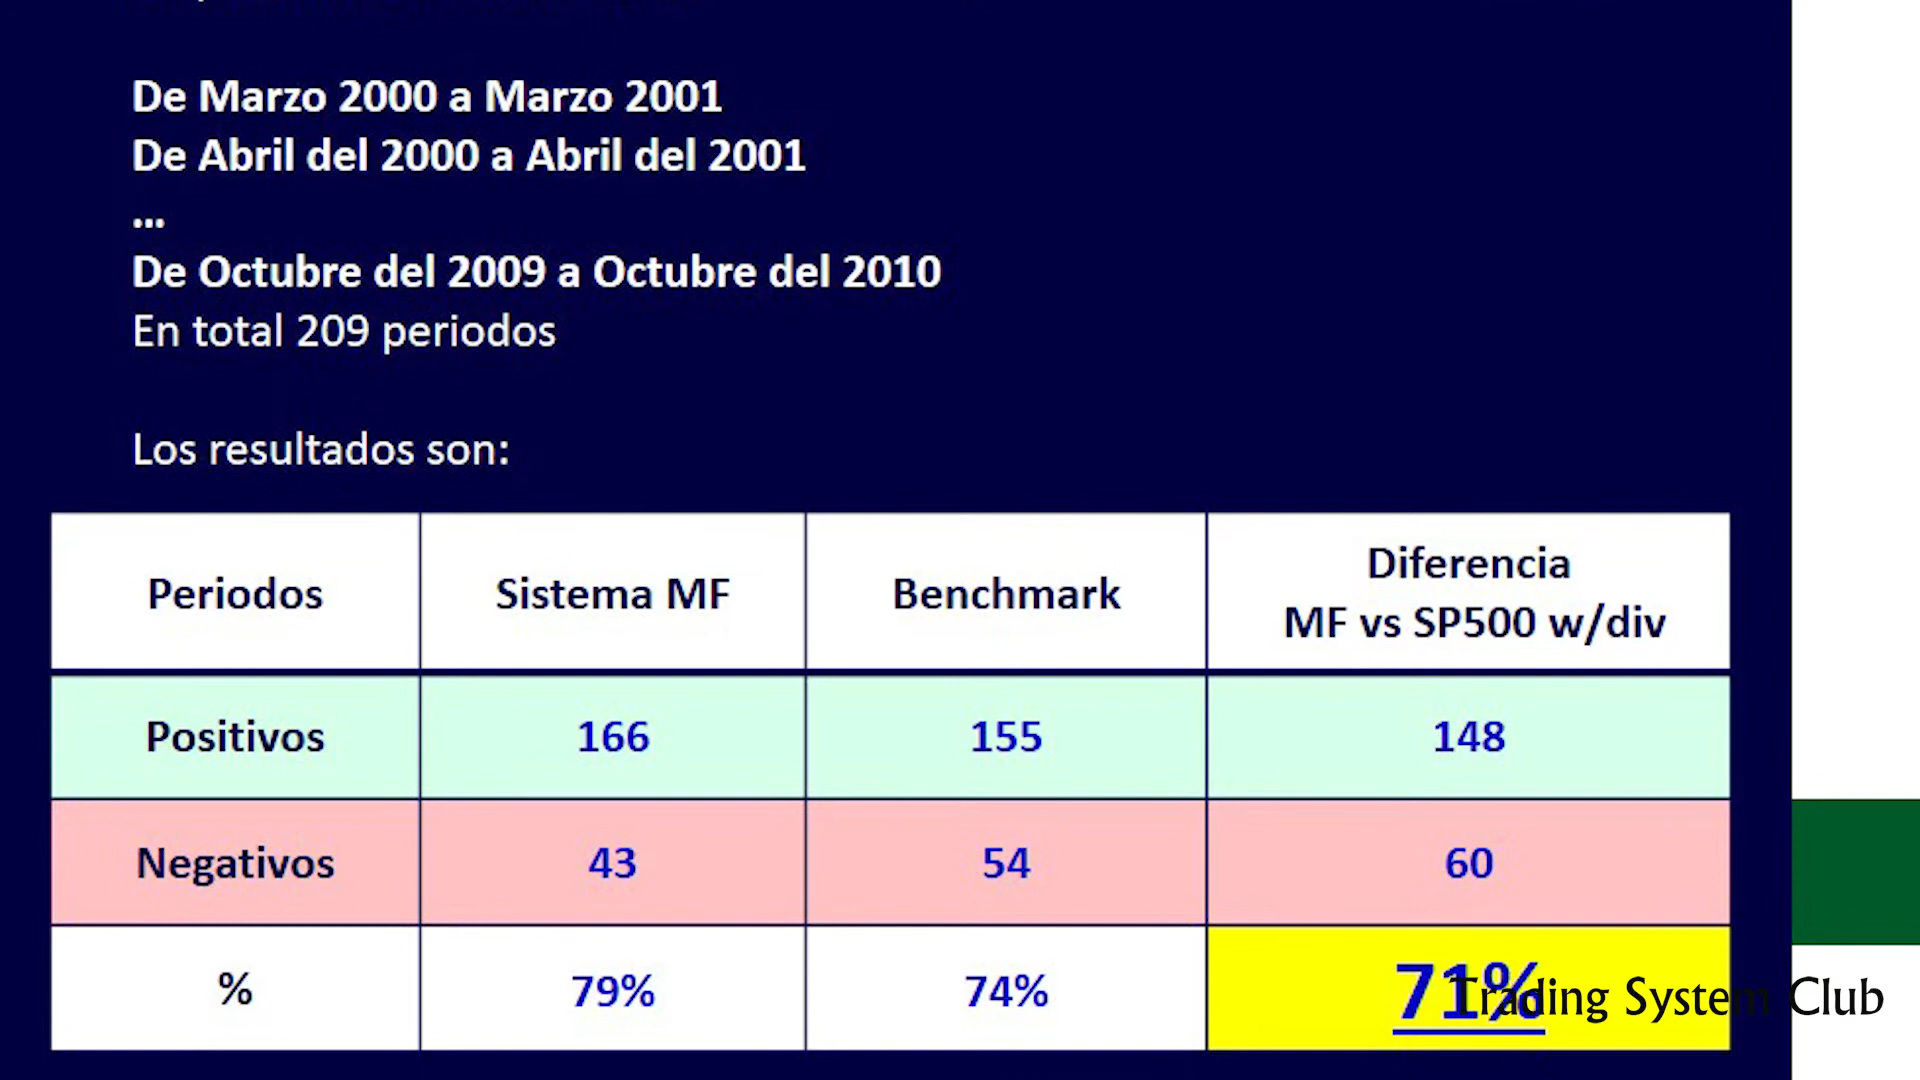 De Marzo 2000 a Marzo 2001
De Abril del 2000 a Abril del 2001
...
De Octubre del 2009 a Octubre del 2010
En total 209 periodos
Los resultados son:
Periodos Sistema MF Benchmark Diferencia MF vs SP500 w/div
Positivos 166 155 148
Negativos 43 54 60
% 79% 74% 71%
Trading System Club